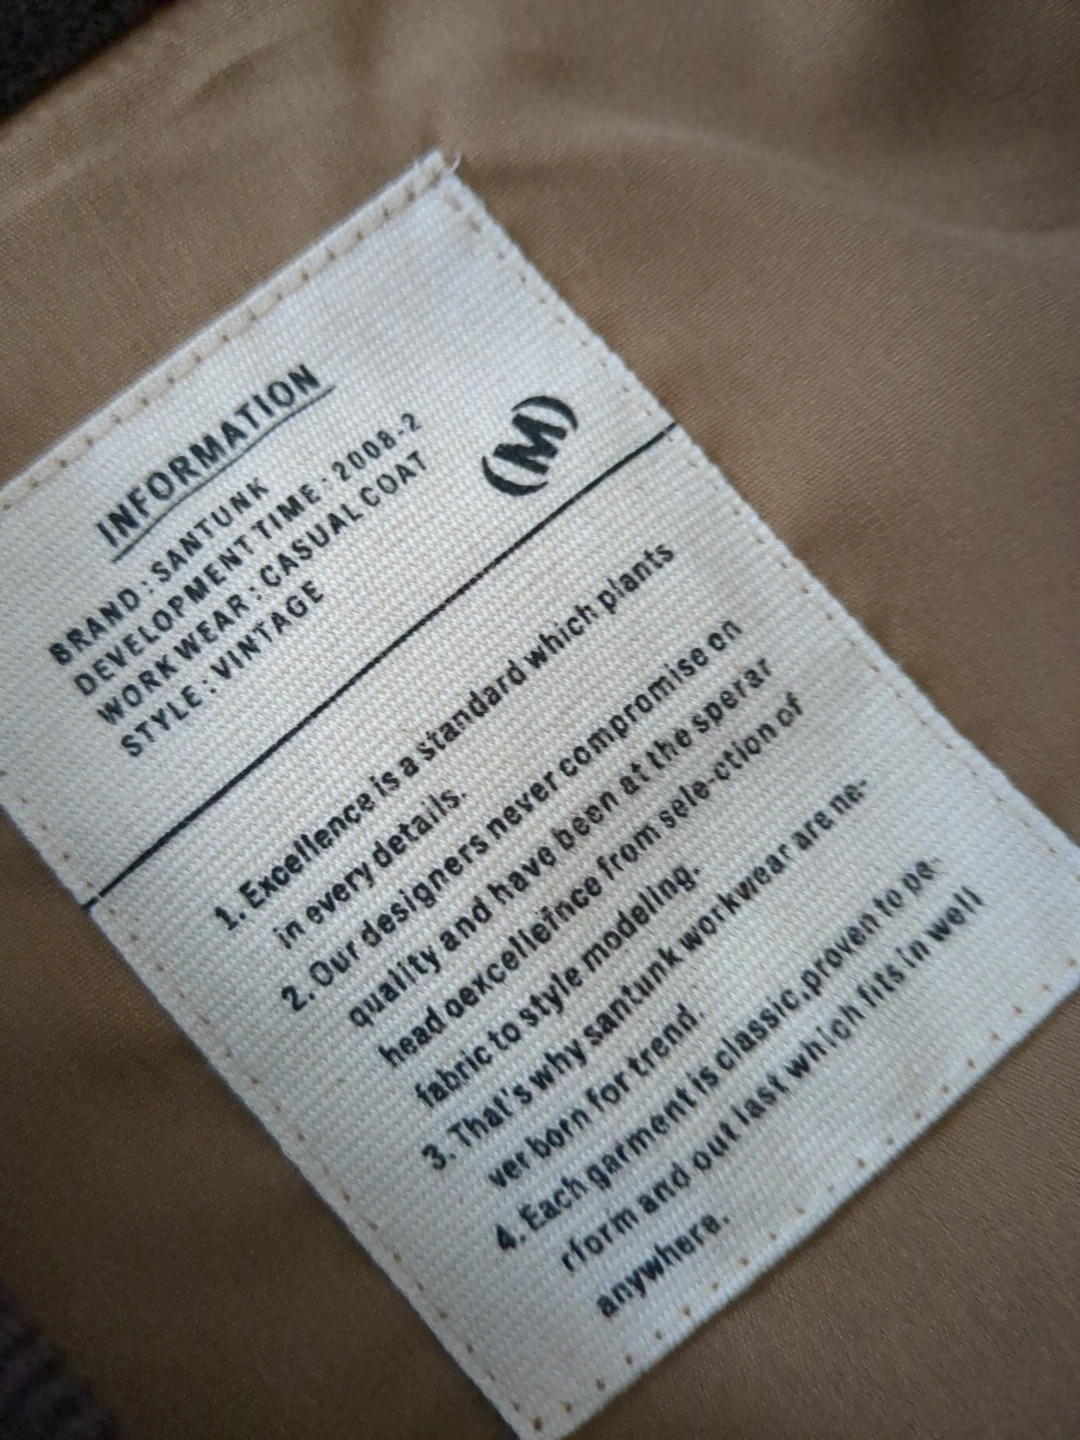 INFORMATION
BRAND : SANTUNK
DEVELOPMENT TIME : 2008-2
WORKWEAR : CASUAL COAT
STYLE : VINTAGE
(M)
1. Excellence is a standard which plants
in every details.
2. Our designers never compromise on
quality and have been at the sperar
head oexcelleince from sele-ction of
fabric to style modeling.
3. That's why santunk workwear are ne-
ver born for trend.
4. Each garment is classic.proven to pe-
rform and out last which fits in well
anywhere.